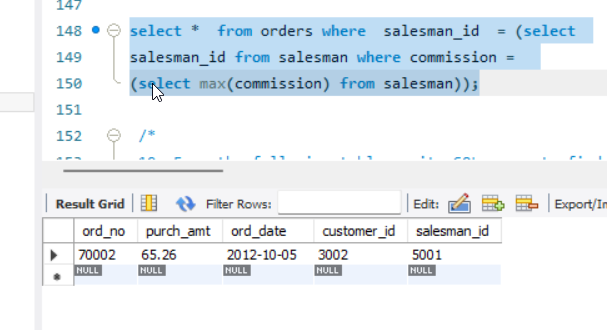 147
148 select * from orders where salesman_id = (select
149 salesman_id from salesman where commission =
150 (select max(commission) from salesman));
151
152 /*
Result Grid Filter Rows: Edit: Export/Im
ord_no purch_amt ord_date customer_id salesman_id
70002 65.26 2012-10-05 3002 5001
NULL NULL NULL NULL NULL